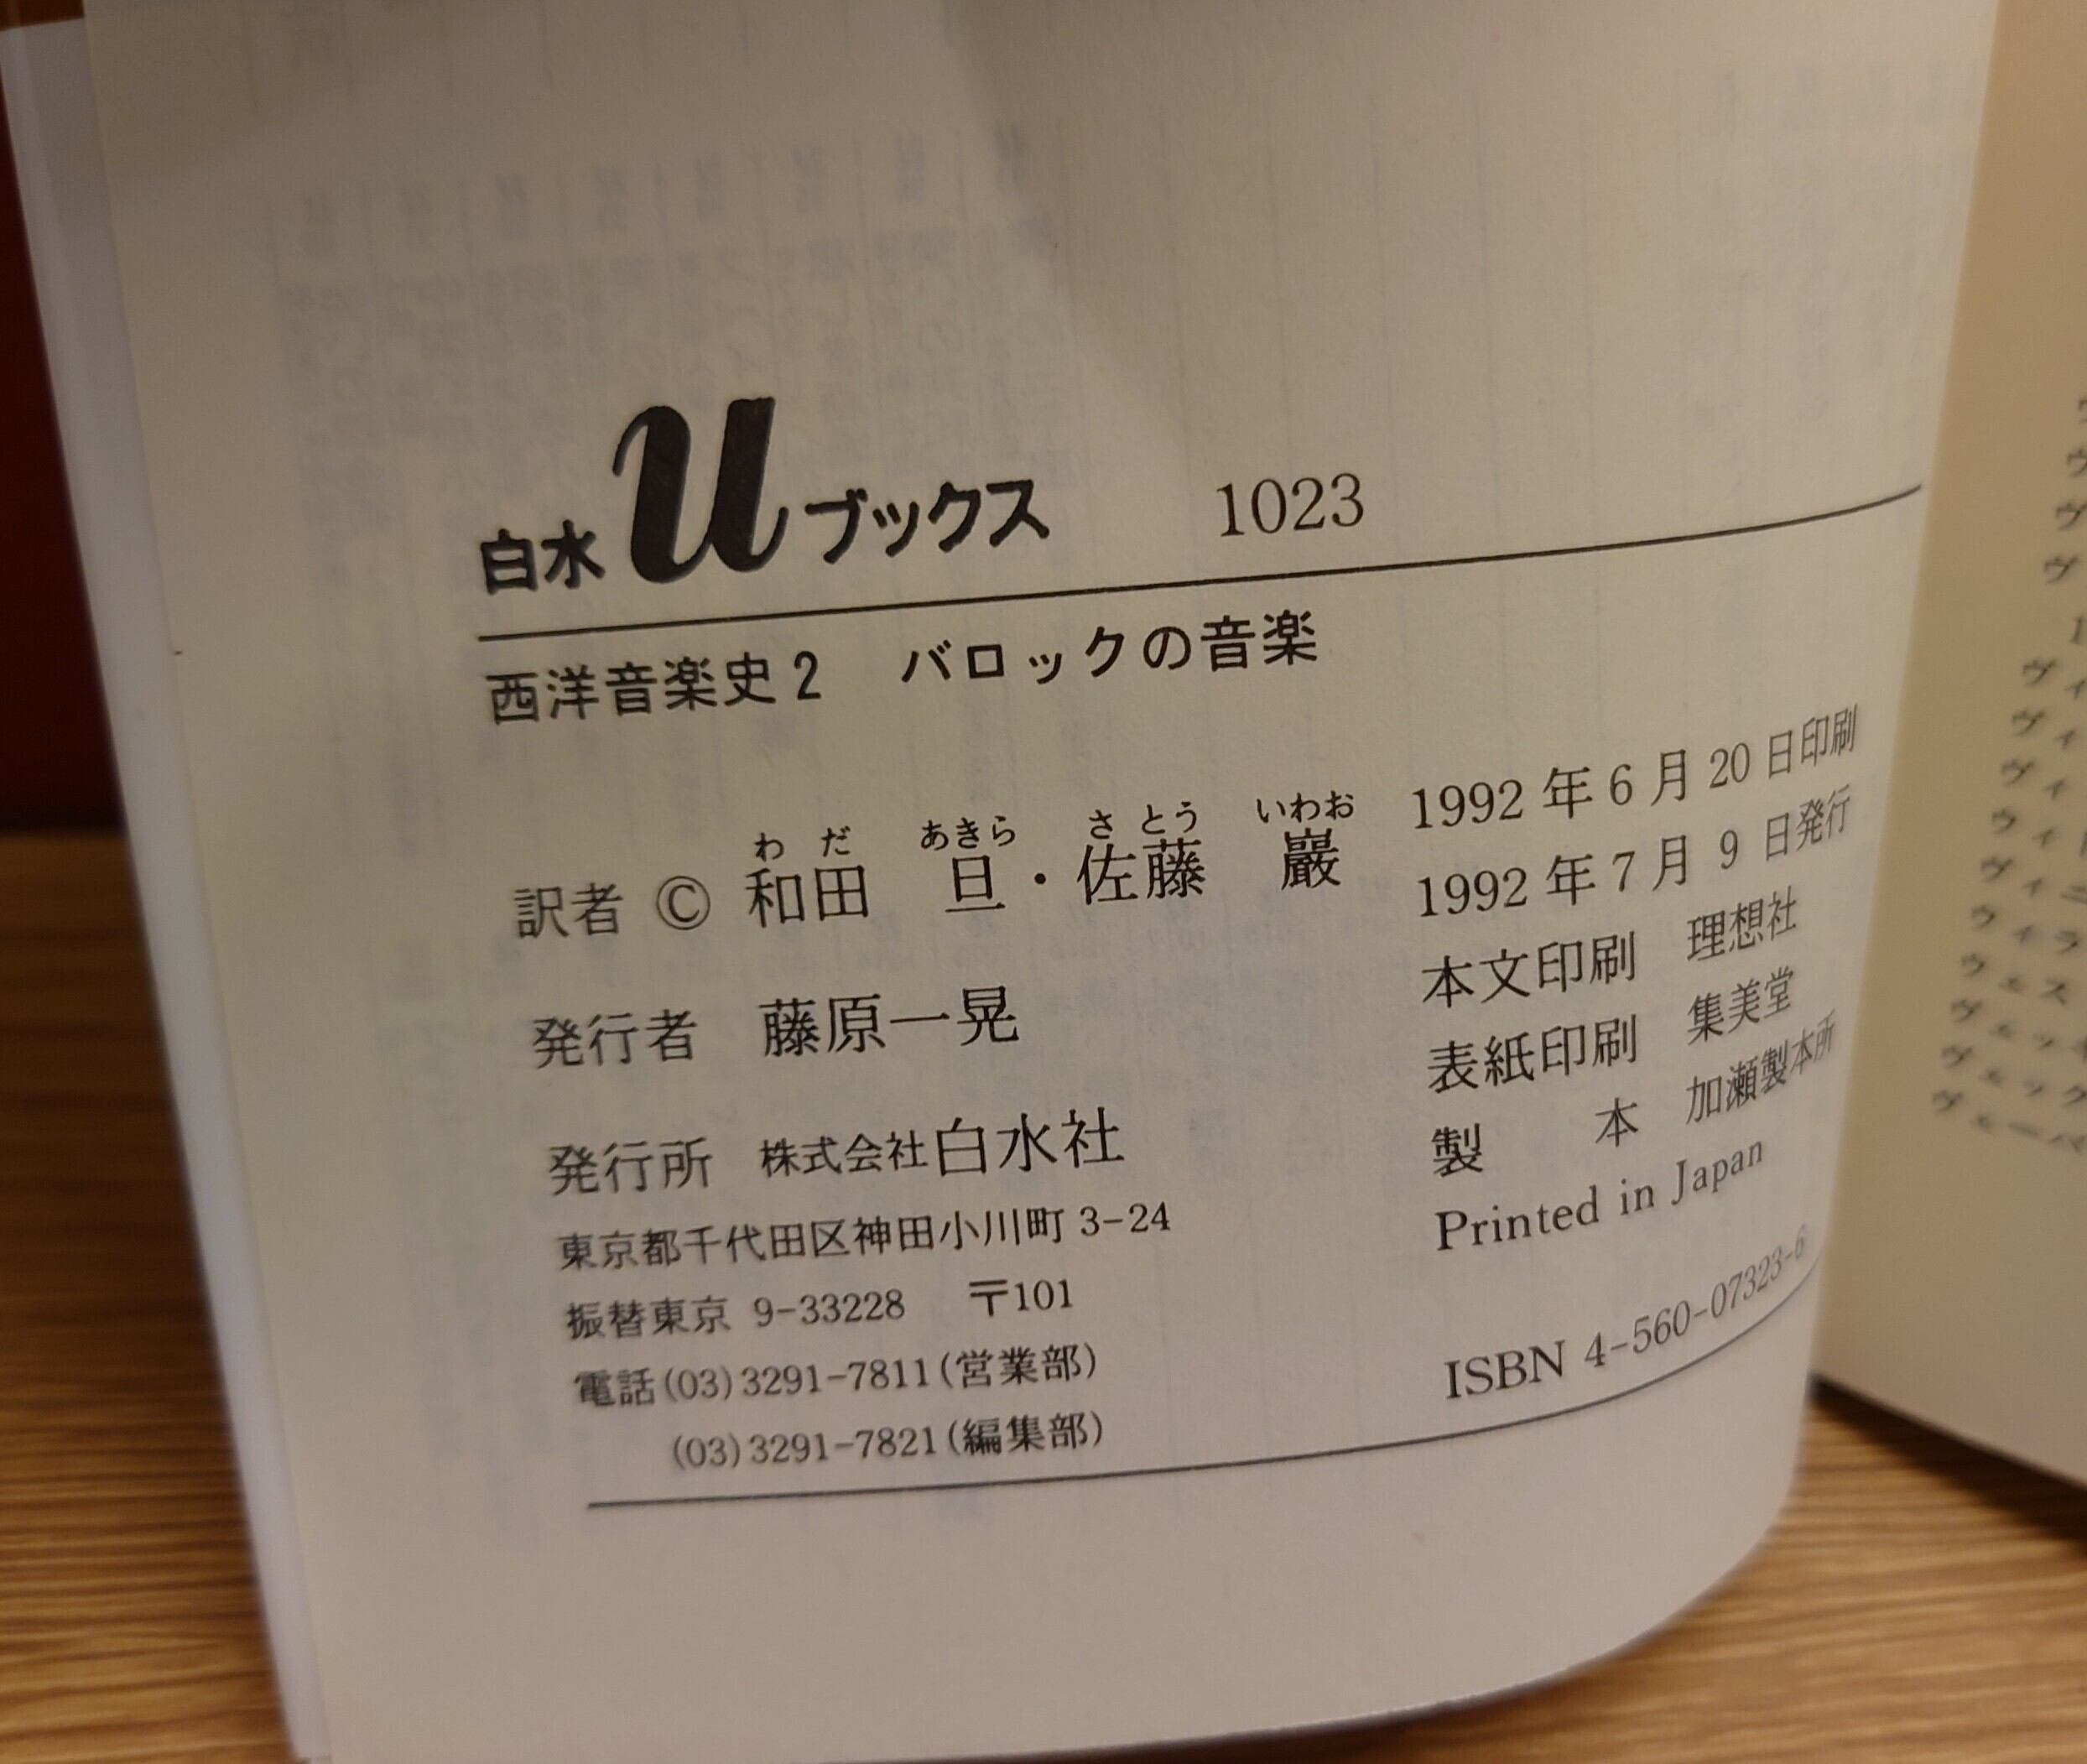 白水uブックス 1023
西洋音楽史2 バロックの音楽
わ だ あきら さ とう いわお
訳者 © 和田 旦・佐藤 巖
発行者 藤原一晃
発行所 株式会社白水社
東京都千代田区神田小川町 3-24
振替東京 9-33228 〒101
電話(03)3291-7811(営業部)
(03)3291-7821(編集部)
1992年6月20日印刷
1992年7月9日発行
本文印刷 理想社
表紙印刷 集美堂
製 本 加瀬製本所
Printed in Japan
ISBN 4-560-07323-6